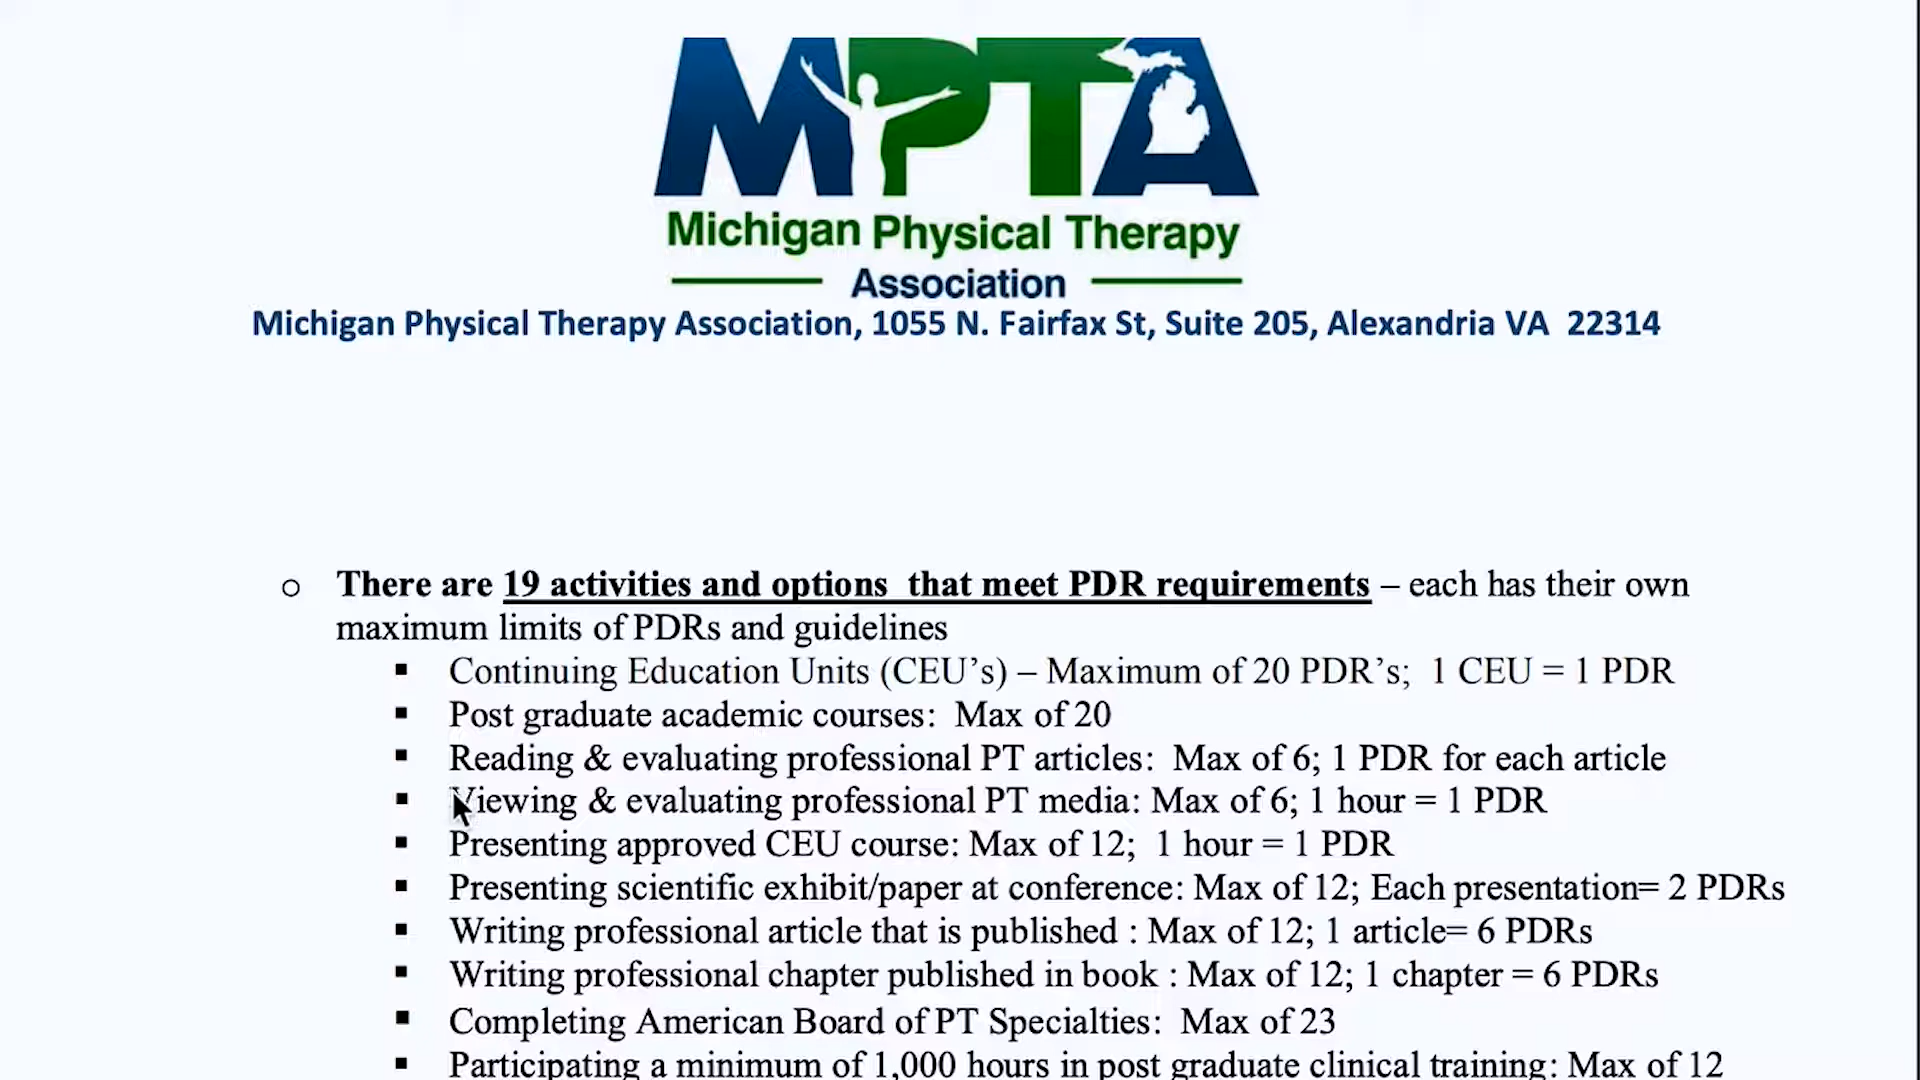 MPTA
Michigan Physical Therapy
Association
Michigan Physical Therapy Association, 1055 N. Fairfax St, Suite 205, Alexandria VA  22314
o There are 19 activities and options  that meet PDR requirements – each has their own
maximum limits of PDRs and guidelines
▪ Continuing Education Units (CEU’s) – Maximum of 20 PDR’s;  1 CEU = 1 PDR
▪ Post graduate academic courses:  Max of 20
▪ Reading & evaluating professional PT articles:  Max of 6; 1 PDR for each article
▪ Viewing & evaluating professional PT media: Max of 6; 1 hour = 1 PDR
▪ Presenting approved CEU course: Max of 12;  1 hour = 1 PDR
▪ Presenting scientific exhibit/paper at conference: Max of 12; Each presentation= 2 PDRs
▪ Writing professional article that is published : Max of 12; 1 article= 6 PDRs
▪ Writing professional chapter published in book : Max of 12; 1 chapter = 6 PDRs
▪ Completing American Board of PT Specialties:  Max of 23
▪ Participating a minimum of 1,000 hours in post graduate clinical training: Max of 12